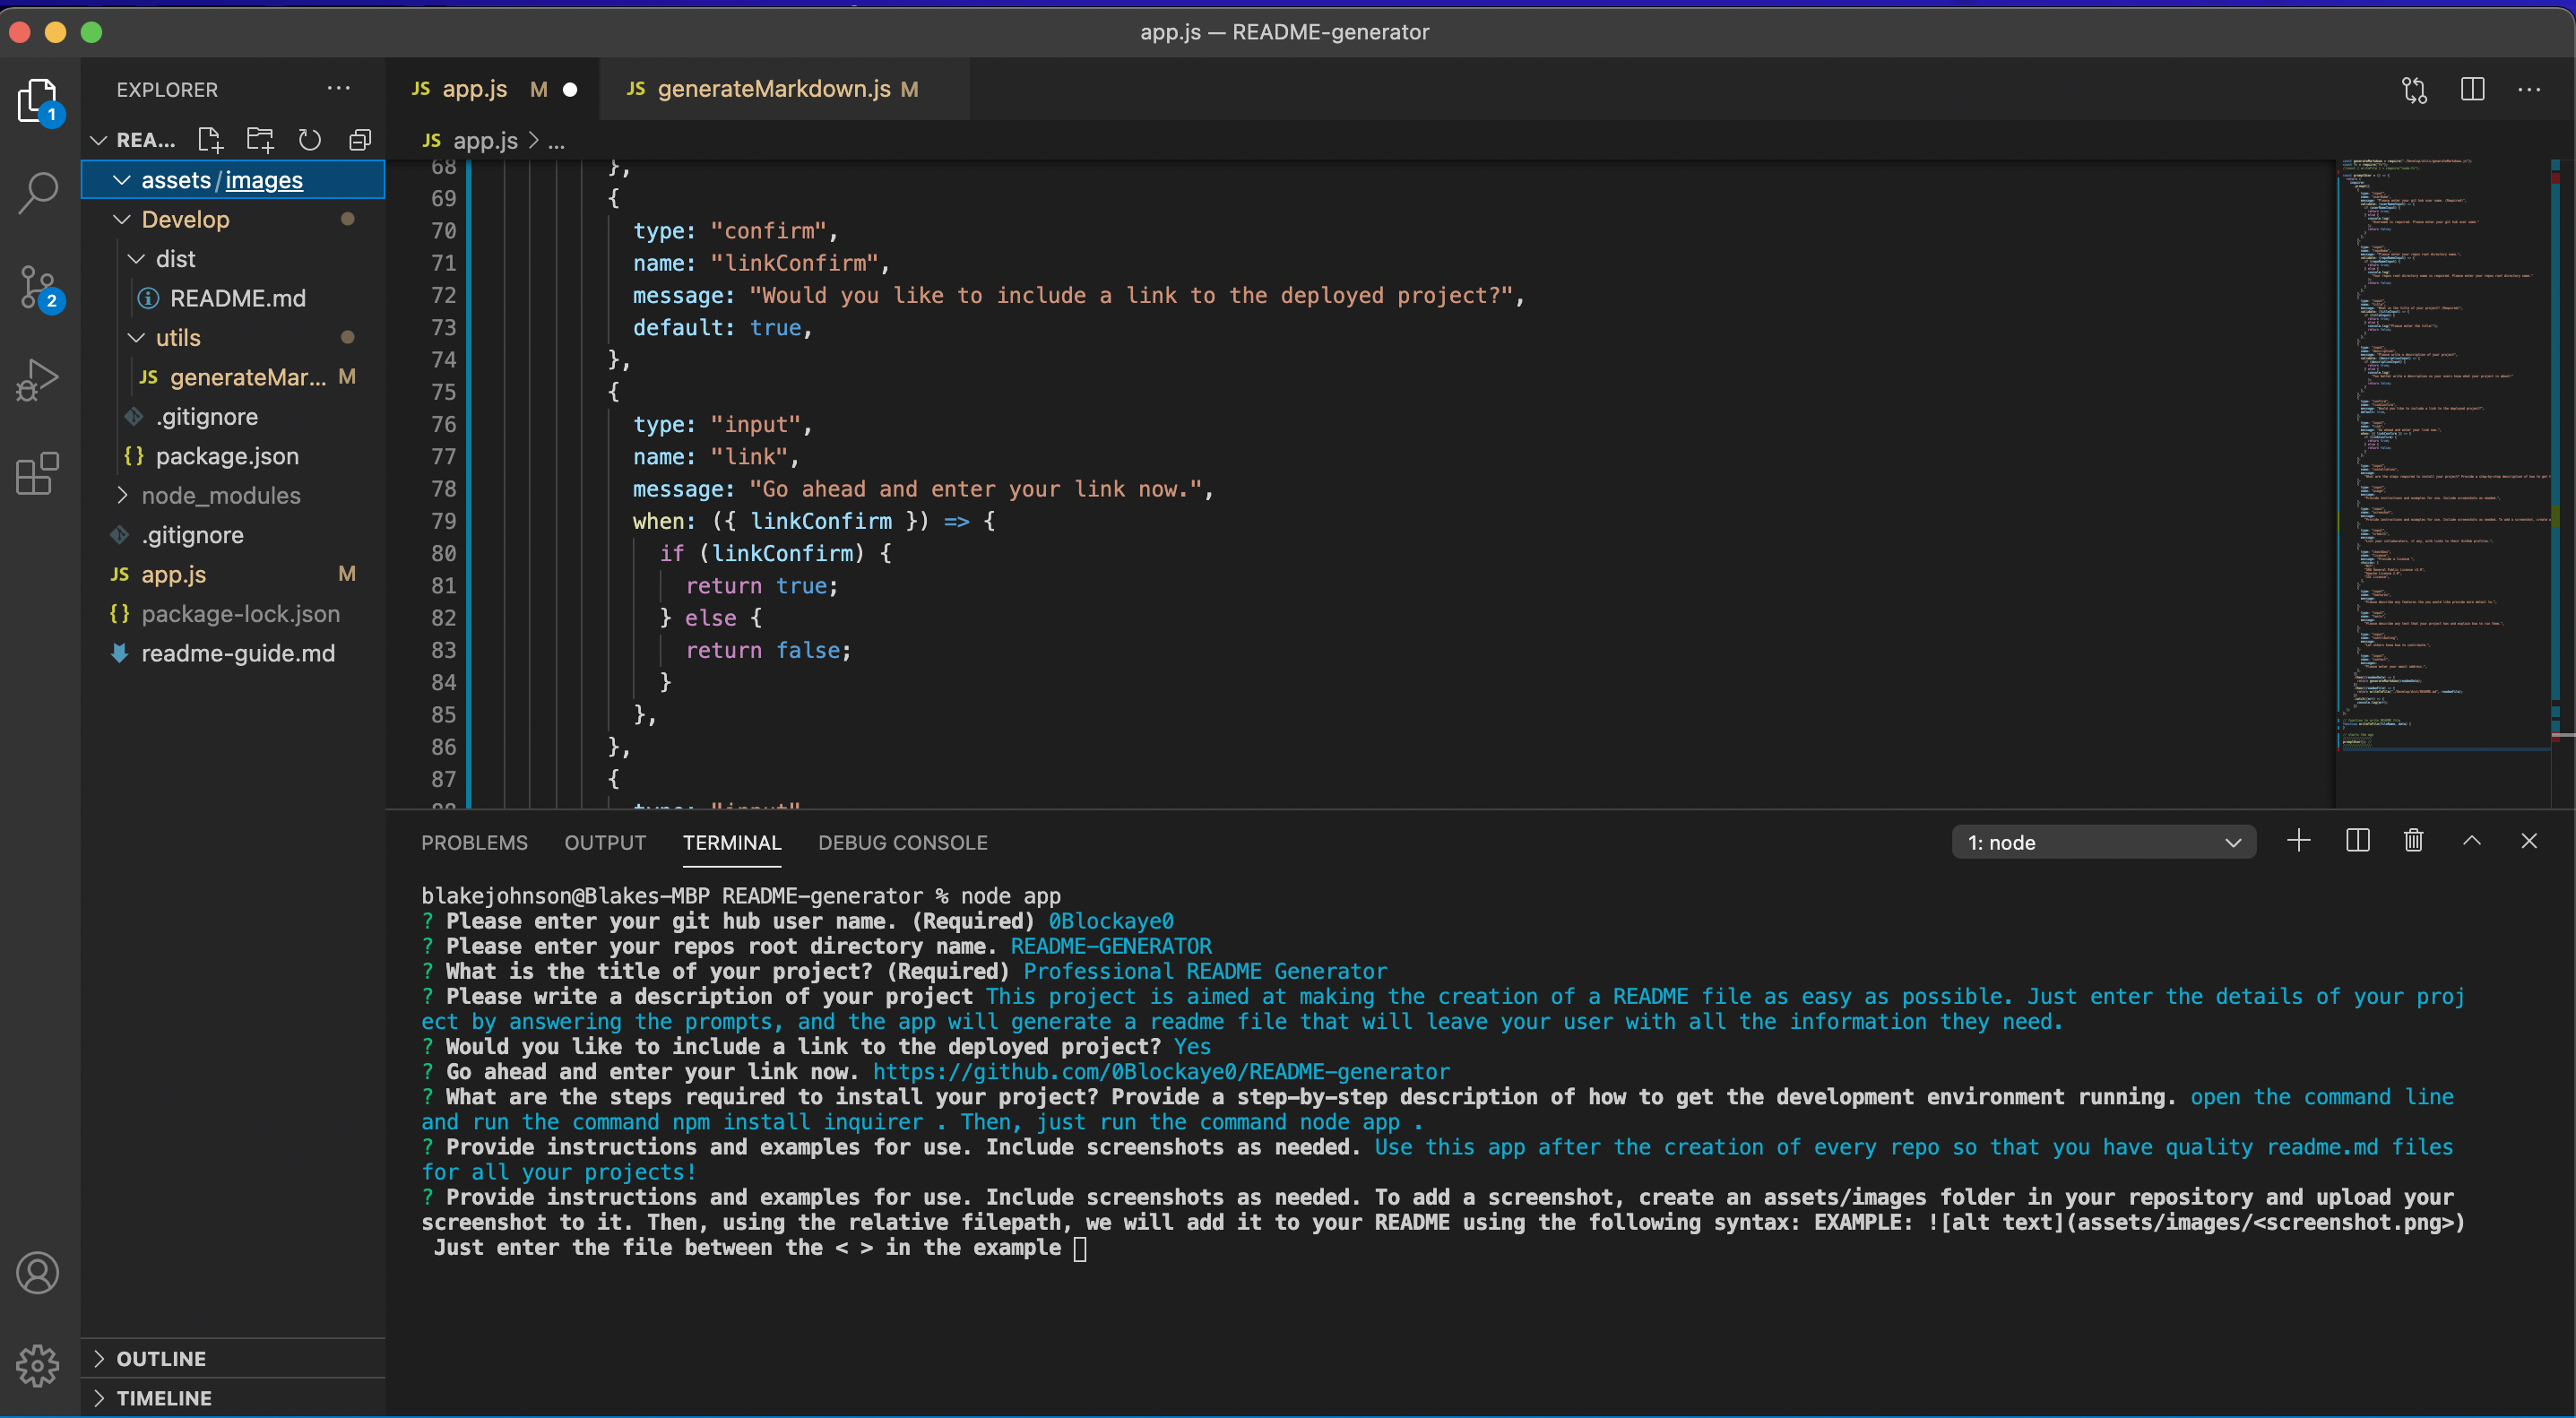 app.js — README-generator
EXPLORER
JS app.js M
JS generateMarkdown.js M
1
REA...
JS app.js > ...
assets/images
Develop
dist
README.md
utils
JS generateMar... M
.gitignore
{} package.json
node_modules
.gitignore
JS app.js M
{} package-lock.json
readme-guide.md
2
OUTLINE
TIMELINE
68 },
69 {
70 type: "confirm",
71 name: "linkConfirm",
72 message: "Would you like to include a link to the deployed project?",
73 default: true,
74 },
75 {
76 type: "input",
77 name: "link",
78 message: "Go ahead and enter your link now.",
79 when: ({ linkConfirm }) => {
80 if (linkConfirm) {
81 return true;
82 } else {
83 return false;
84 }
85 },
86 },
87 {
88 type: "input"
PROBLEMS OUTPUT TERMINAL DEBUG CONSOLE
1: node
blakejohnson@Blakes-MBP README-generator % node app
? Please enter your git hub user name. (Required) 0Blockaye0
? Please enter your repos root directory name. README-GENERATOR
? What is the title of your project? (Required) Professional README Generator
? Please write a description of your project This project is aimed at making the creation of a README file as easy as possible. Just enter the details of your proj
ect by answering the prompts, and the app will generate a readme file that will leave your user with all the information they need.
? Would you like to include a link to the deployed project? Yes
? Go ahead and enter your link now. https://github.com/0Blockaye0/README-generator
? What are the steps required to install your project? Provide a step-by-step description of how to get the development environment running. open the command line
and run the command npm install inquirer . Then, just run the command node app .
? Provide instructions and examples for use. Include screenshots as needed. Use this app after the creation of every repo so that you have quality readme.md files
for all your projects!
? Provide instructions and examples for use. Include screenshots as needed. To add a screenshot, create an assets/images folder in your repository and upload your
screenshot to it. Then, using the relative filepath, we will add it to your README using the following syntax: EXAMPLE: ![alt text](assets/images/<screenshot.png>)
Just enter the file between the < > in the example